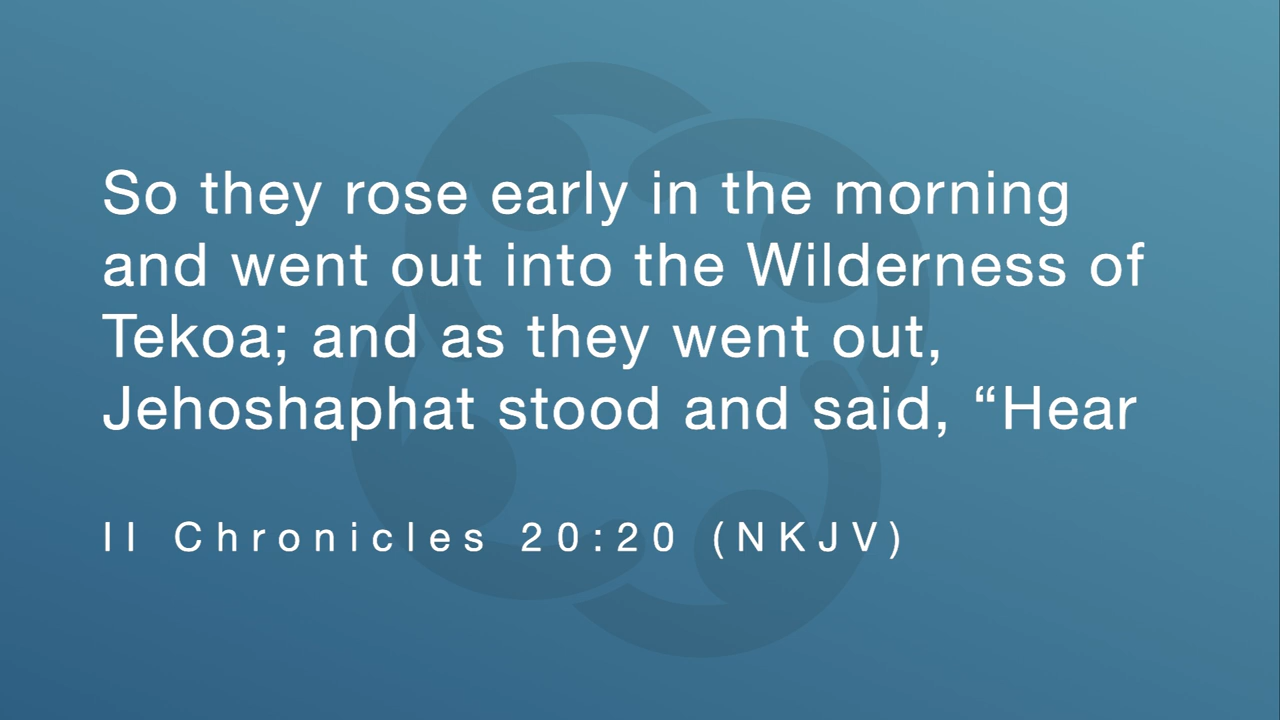 So they rose early in the morning
and went out into the Wilderness of
Tekoa; and as they went out,
Jehoshaphat stood and said, “Hear
II Chronicles 20:20 (NKJV)